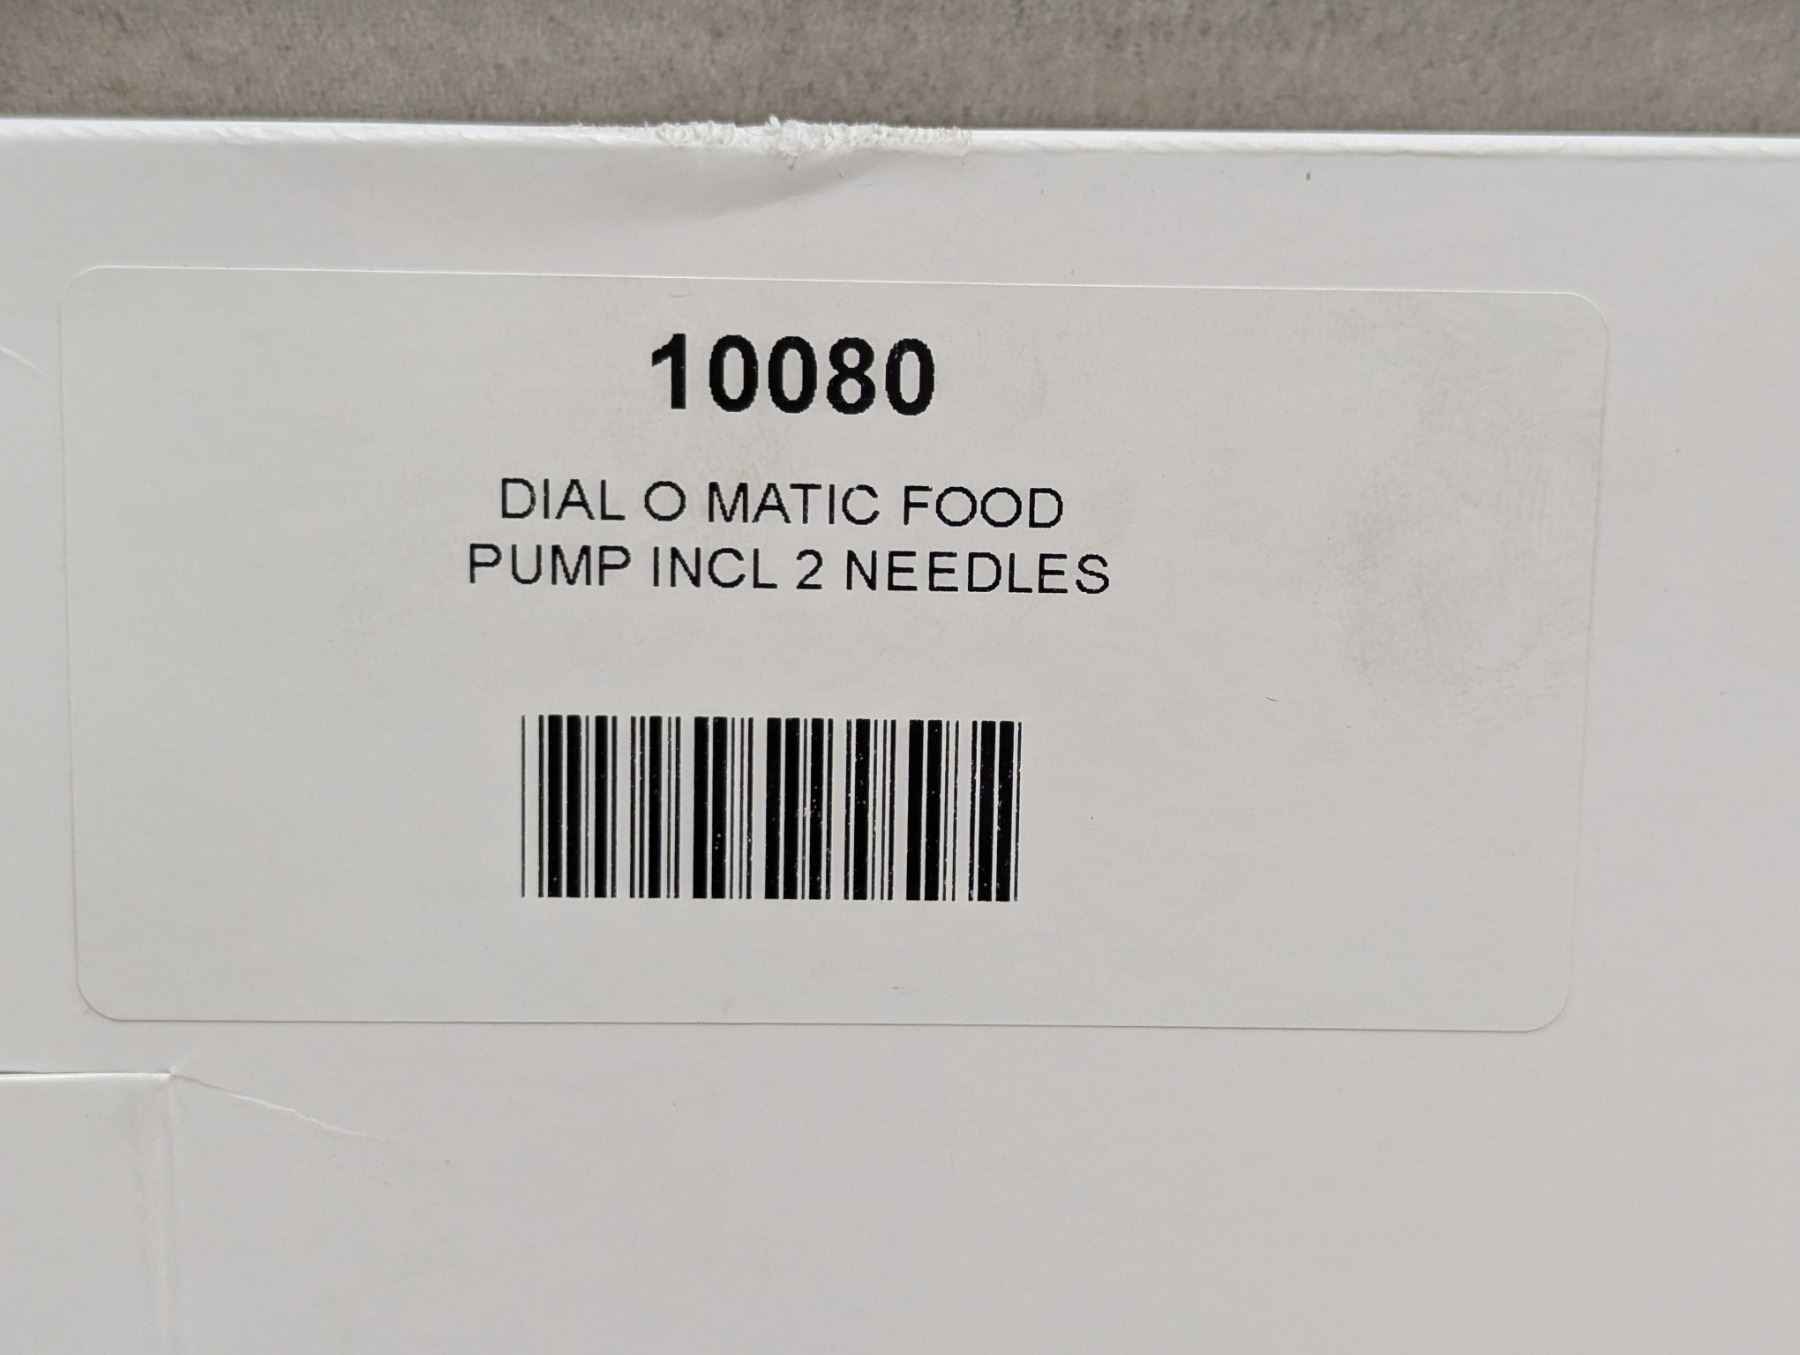 10080
DIAL O MATIC FOOD
PUMP INCL 2 NEEDLES